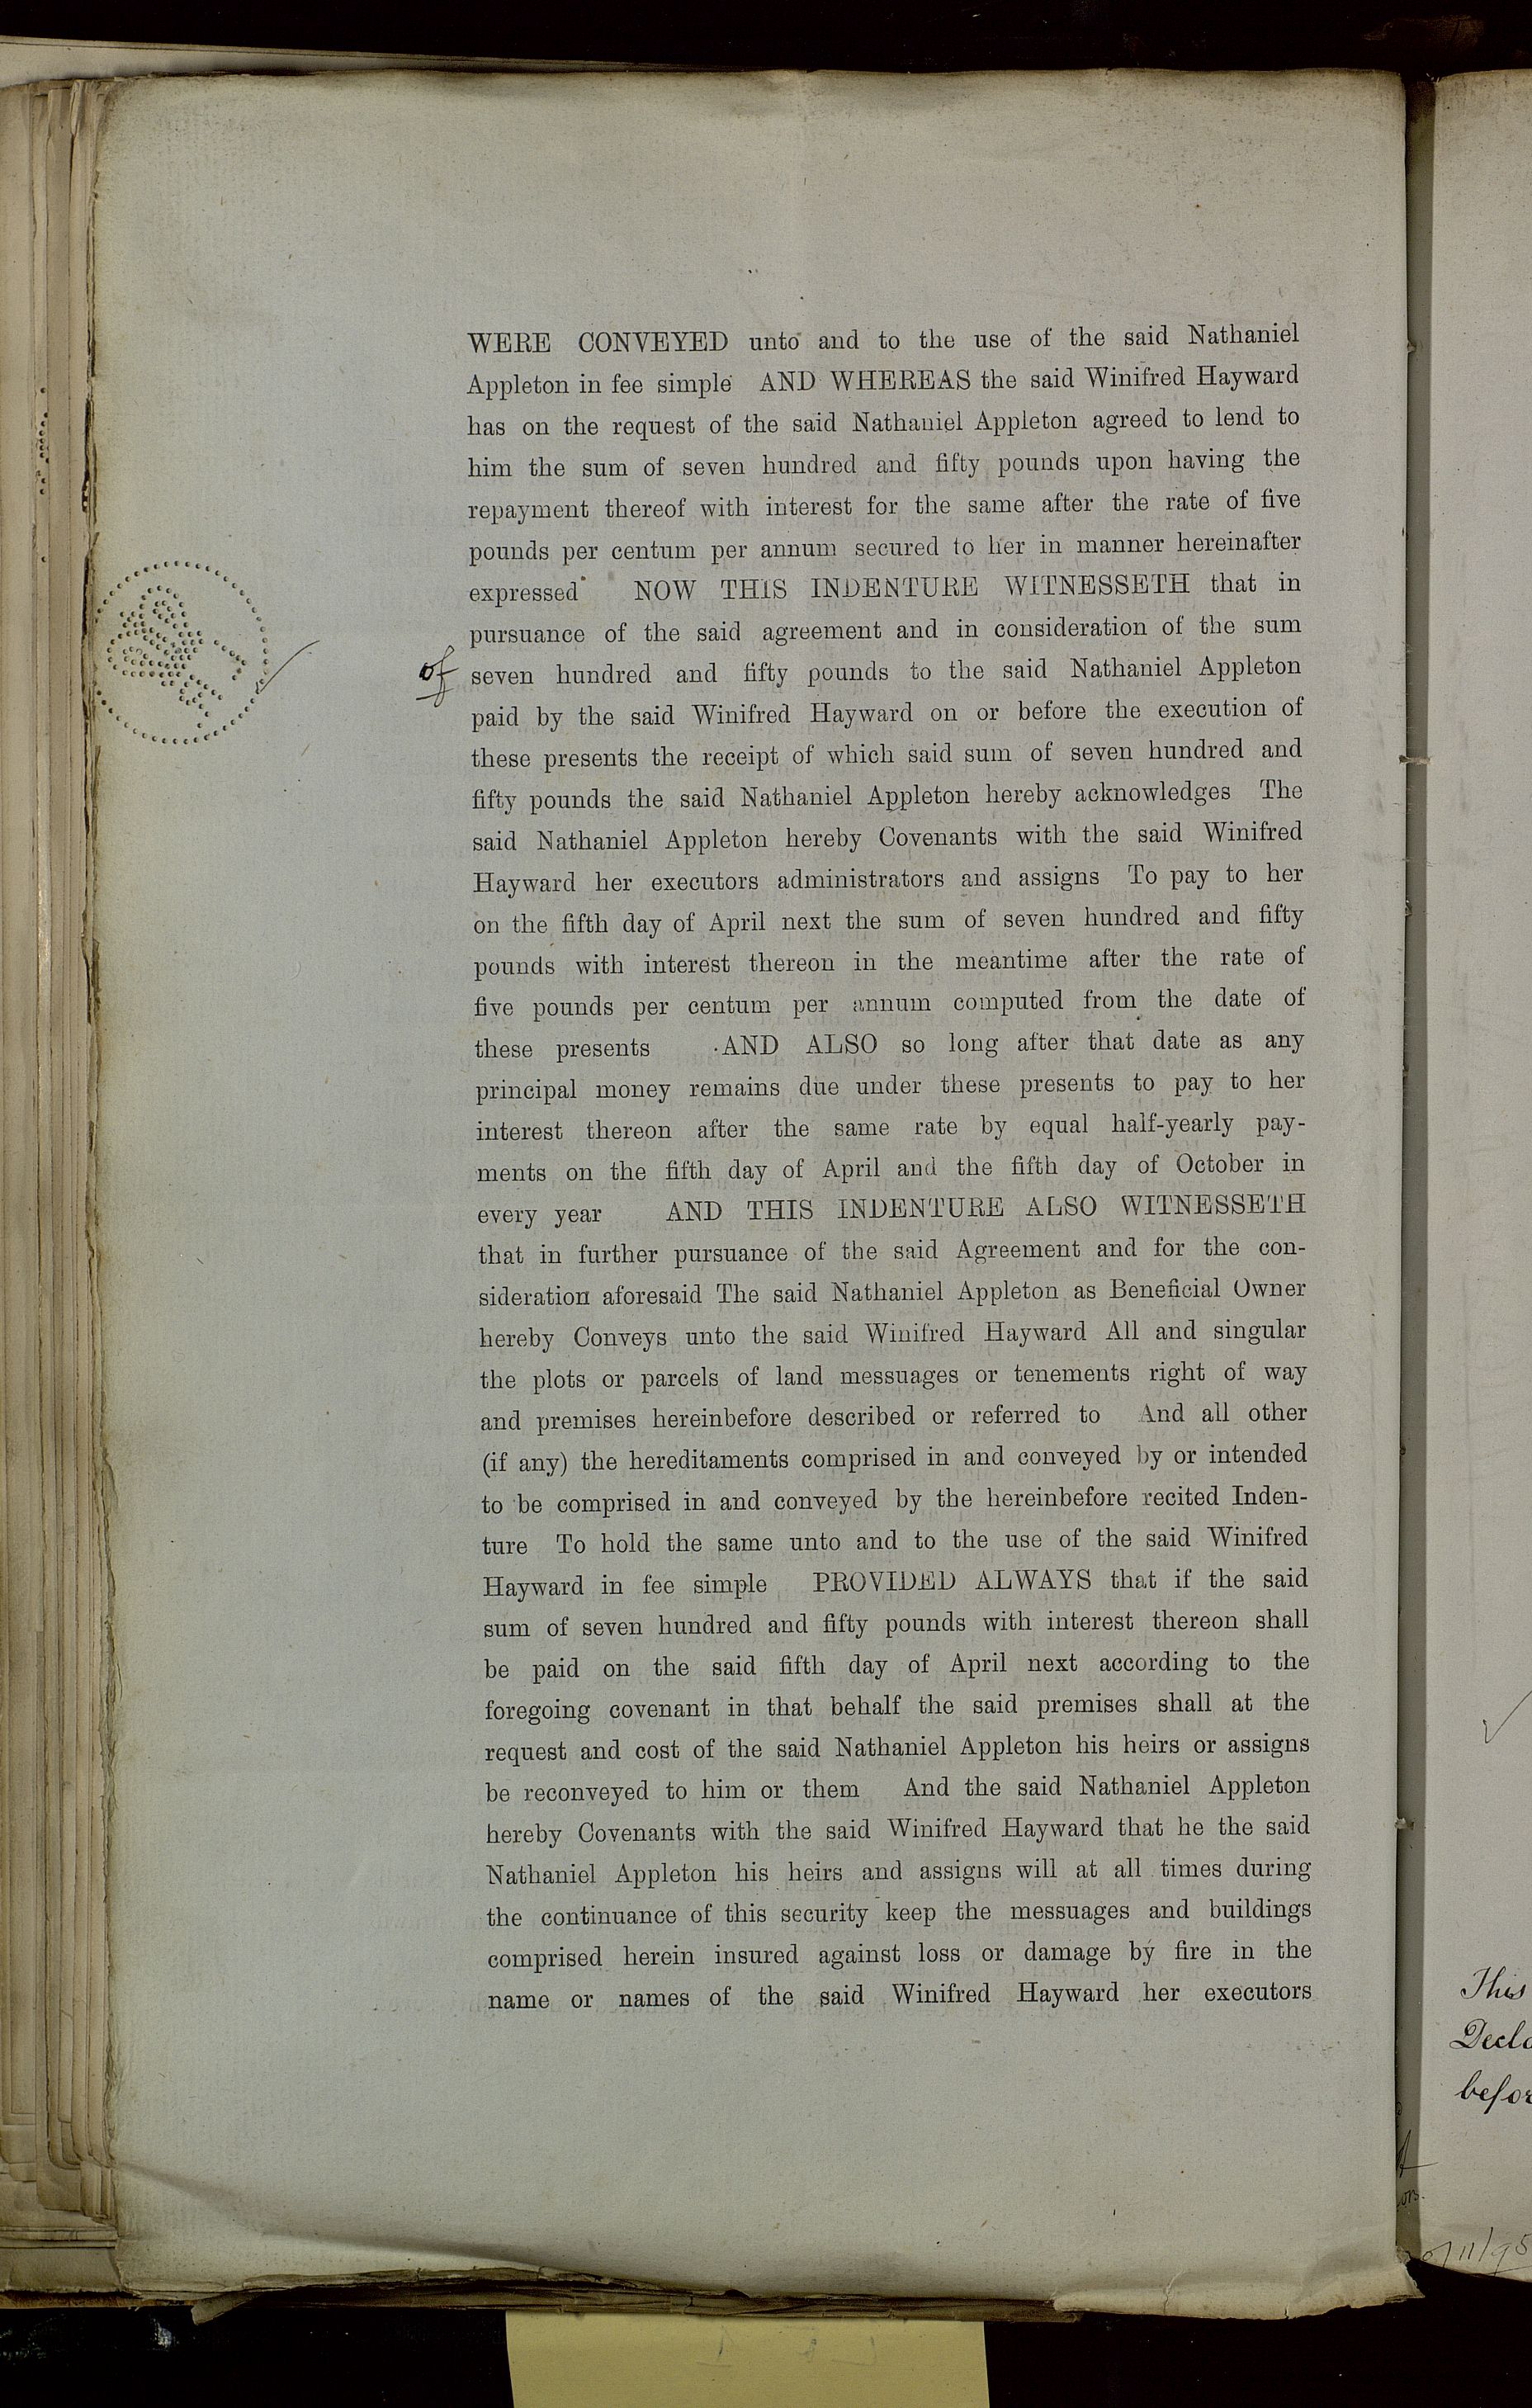 WERE CONVEYED unto and to the use of the said Nathaniel
Appleton in fee simple AND WHEREAS the said Winifred Hayward
has on the request of the said Nathaniel Appleton agreed to lend to
him the sum of seven hundred and fifty pounds upon having the
repayment thereof with interest for the same after the rate of five
pounds per centum per annum secured to her in manner hereinafter
expressed NOW THIS INDENTURE WITNESSETH that in
pursuance of the said agreement and in consideration of the sum
of seven hundred and fifty pounds to the said Nathaniel Appleton
paid by the said Winifred Hayward on or before the execution of
these presents the receipt of which said sum of seven hundred and
fifty pounds the said Nathaniel Appleton hereby acknowledges The
said Nathaniel Appleton hereby Covenants with the said Winifred
Hayward her executors administrators and assigns To pay to her
on the fifth day of April next the sum of seven hundred and fifty
pounds with interest thereon in the meantime after the rate of
five pounds per centum per annum computed from the date of
these presents AND ALSO so long after that date as any
principal money remains due under these presents to pay to her
interest thereon after the same rate by equal half-yearly pay-
ments on the fifth day of April and the fifth day of October in
every year AND THIS INDENTURE ALSO WITNESSETH
that in further pursuance of the said Agreement and for the con-
sideration aforesaid The said Nathaniel Appleton as Beneficial Owner
hereby Conveys unto the said Winifred Hayward All and singular
the plots or parcels of land messuages or tenements right of way
and premises hereinbefore described or referred to And all other
(if any) the hereditaments comprised in and conveyed by or intended
to be comprised in and conveyed by the hereinbefore recited Inden-
ture To hold the same unto and to the use of the said Winifred
Hayward in fee simple PROVIDED ALWAYS that if the said
sum of seven hundred and fifty pounds with interest thereon shall
be paid on the said fifth day of April next according to the
foregoing covenant in that behalf the said premises shall at the
request and cost of the said Nathaniel Appleton his heirs or assigns
be reconveyed to him or them And the said Nathaniel Appleton
hereby Covenants with the said Winifred Hayward that he the said
Nathaniel Appleton his heirs and assigns will at all times during
the continuance of this security keep the messuages and buildings
comprised herein insured against loss or damage by fire in the
name or names of the said Winifred Hayward her executors
This